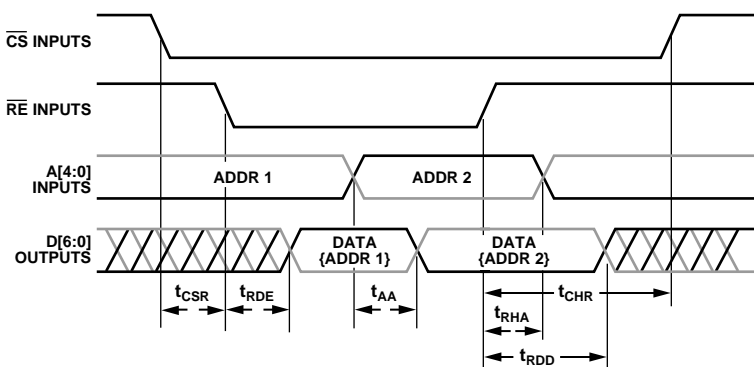 CS INPUTS
RE INPUTS
A[4:0]
INPUTS
ADDR 1
ADDR 2
D[6:0]
OUTPUTS
DATA
{ADDR 1}
DATA
{ADDR 2}
tCSR
tRDE
tAA
tCHR
tRHA
tRDD